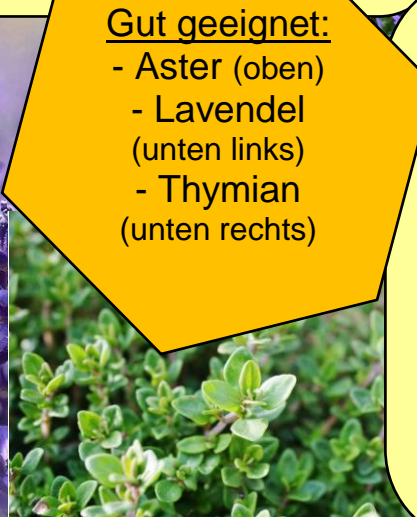 Gut geeignet:
- Aster (oben)
- Lavendel
(unten links)
- Thymian
(unten rechts)